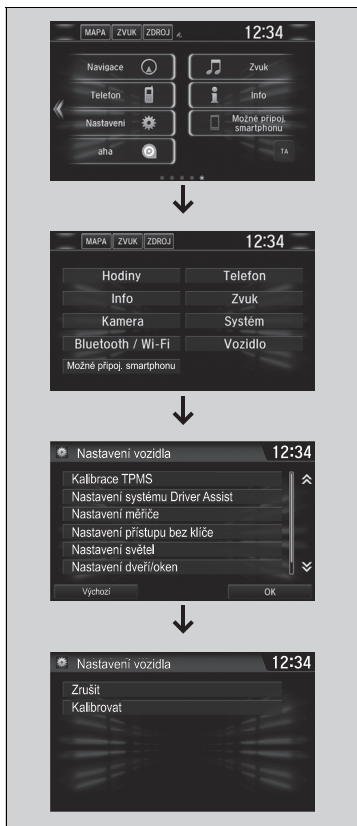 MAPA ZVUK ZDROJ 12:34
Navigace Zvuk
Telefon Info
Nastavení Možné připoj.
smartphonu
aha TA
MAPA ZVUK ZDROJ 12:34
Hodiny Telefon
Info Zvuk
Kamera Systém
Bluetooth / Wi-Fi Vozidlo
Možné připoj. smartphonu
Nastavení vozidla 12:34
Kalibrace TPMS
Nastavení systému Driver Assist
Nastavení měřiče
Nastavení přístupu bez klíče
Nastavení světel
Nastavení dveří/oken
Výchozí OK
Nastavení vozidla 12:34
Zrušit
Kalibrovat